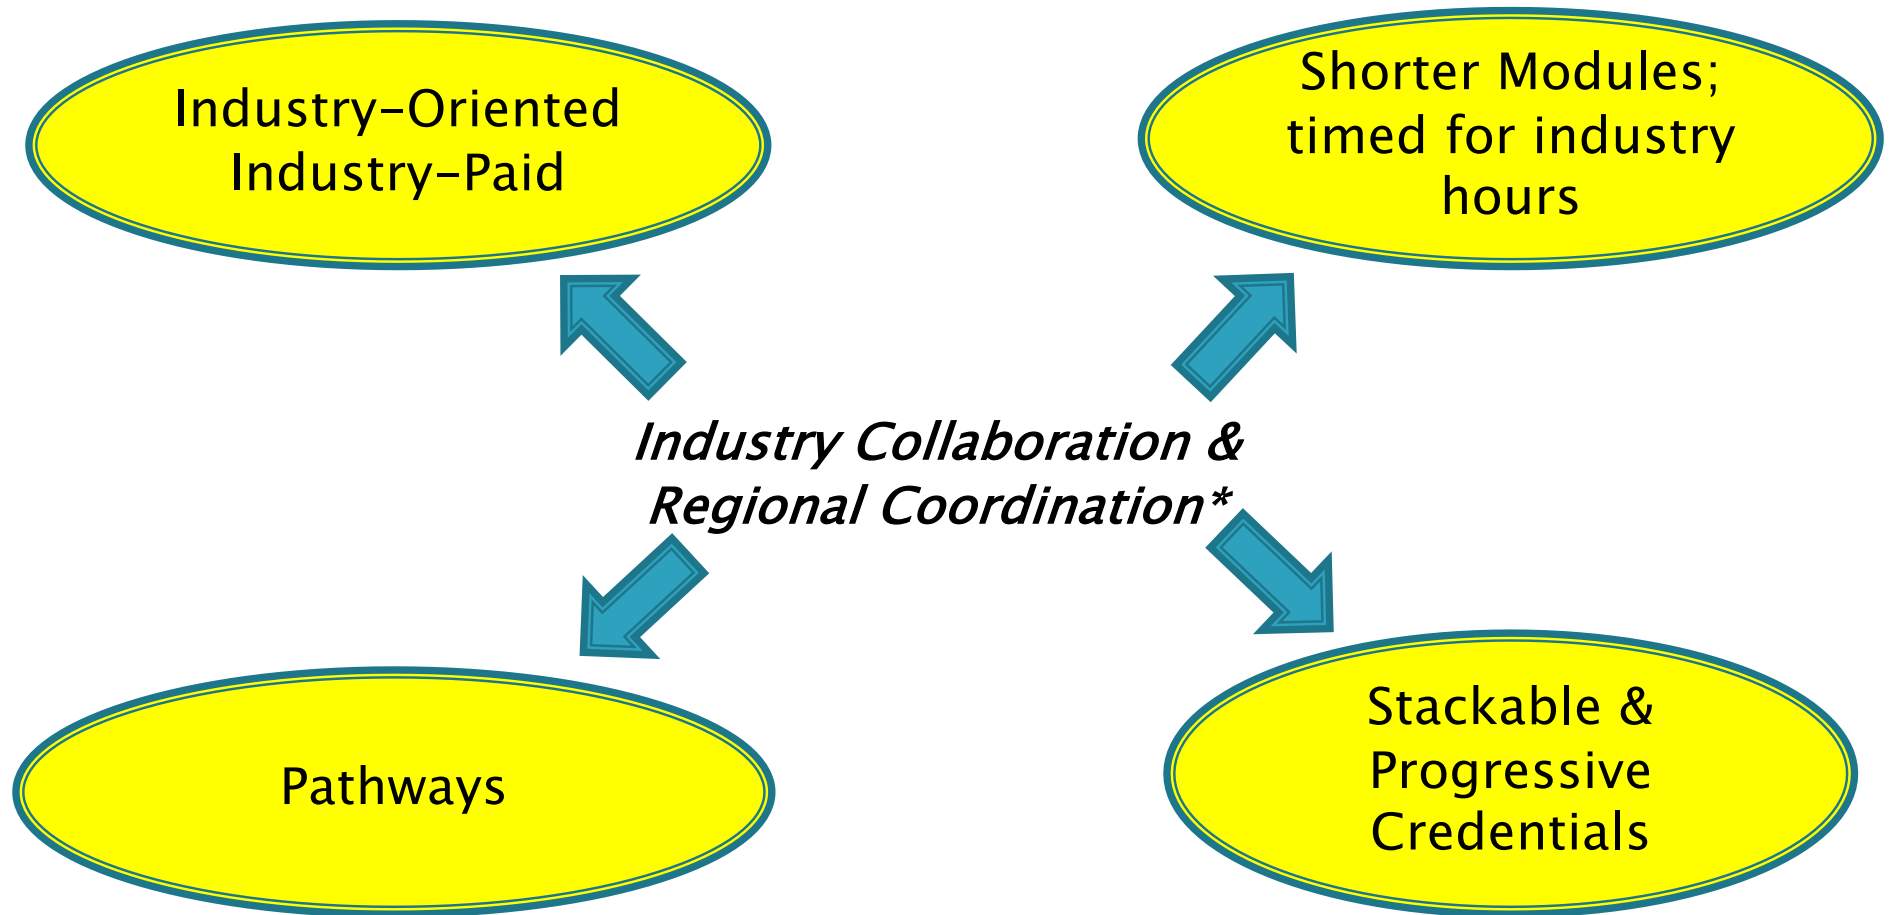 Industry-Oriented
Industry-Paid
Shorter Modules;
timed for industry
hours
Industry Collaboration &
Regional Coordination*
Pathways
Stackable &
Progressive
Credentials